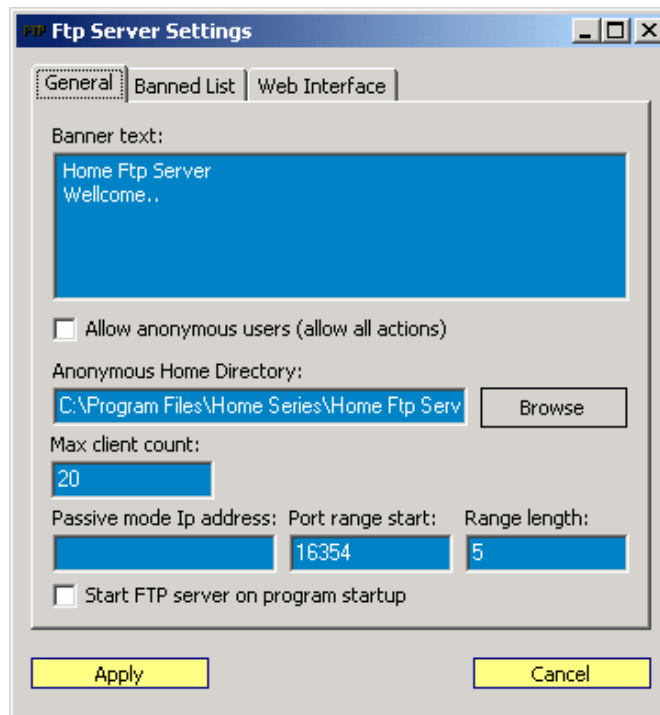 FTP Ftp Server Settings
General Banned List Web Interface
Banner text:
Home Ftp Server
Wellcome..
Allow anonymous users (allow all actions)
Anonymous Home Directory:
C:\Program Files\Home Series\Home Ftp Serv Browse
Max client count:
20
Passive mode Ip address: Port range start: Range length:
16354 5
Start FTP server on program startup
Apply Cancel